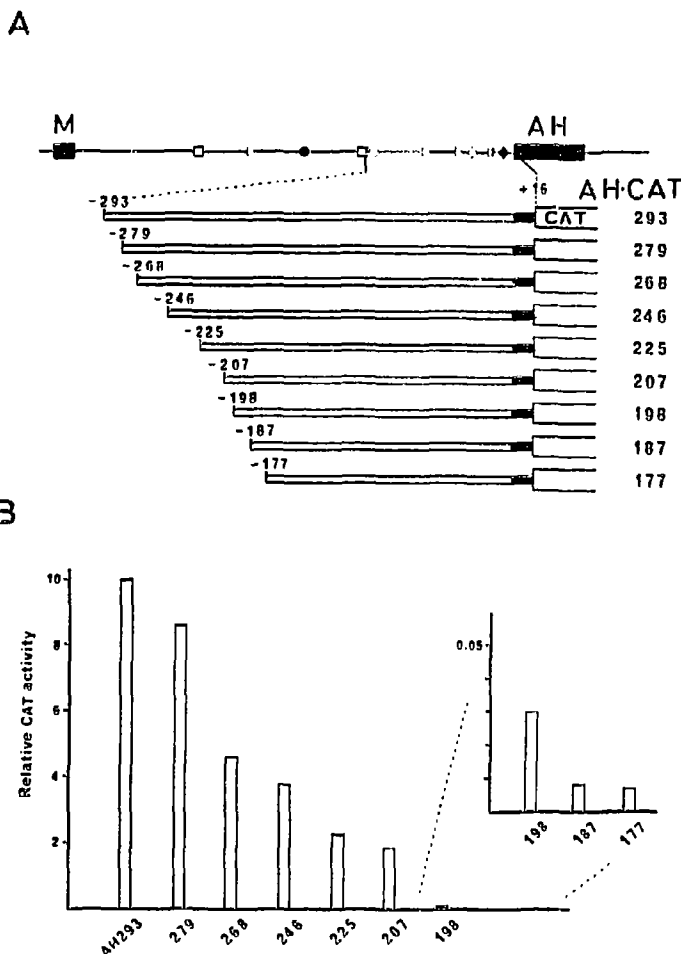 A
M AH
+16 AH·CAT
-293 CAT 293
-279 279
-268 268
-246 246
-225 225
-207 207
-198 198
-187 187
-177 177
B
Relative CAT activity
10
8
6
4
2
AH293 279 268 246 225 207 198
0.05
198 187 177